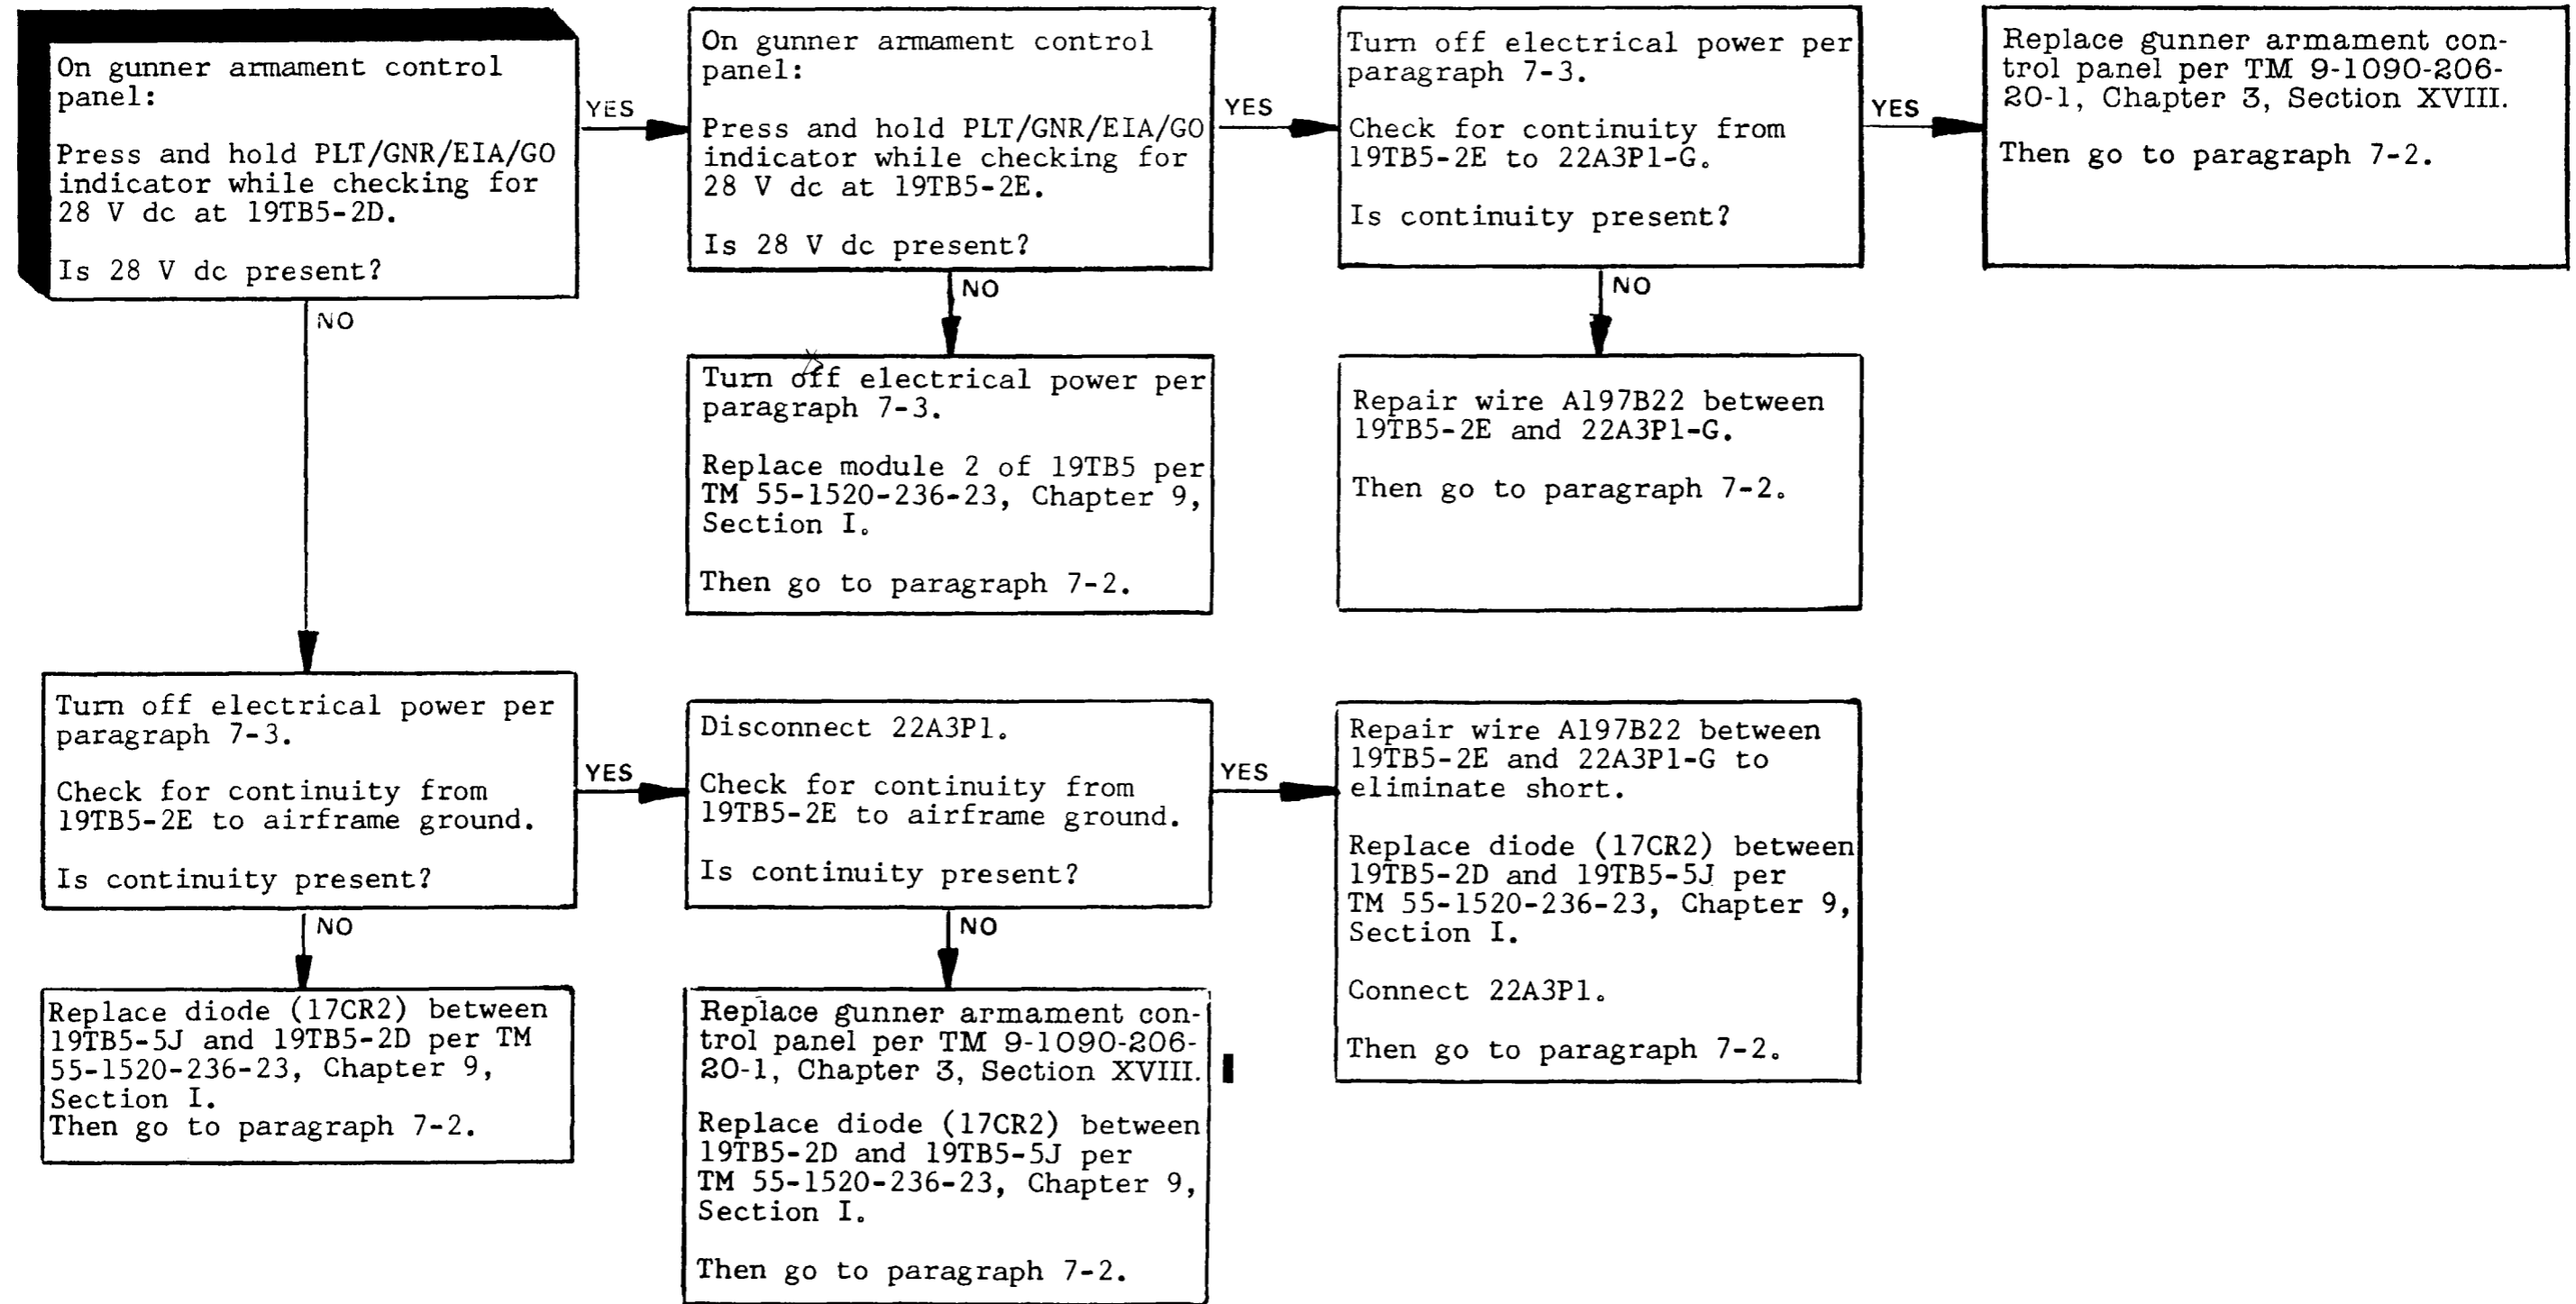 On gunner armament control
panel:
Press and hold PLT/GNR/EIA/GO
indicator while checking for
28 V dc at 19TB5-2D.
Is 28 V dc present?
YES
On gunner armament control
panel:
Press and hold PLT/GNR/EIA/GO
indicator while checking for
28 V dc at 19TB5-2E.
Is 28 V dc present?
YES
Turn off electrical power per
paragraph 7-3.
Check for continuity from
19TB5-2E to 22A3P1-G.
Is continuity present?
YES
Replace gunner armament con-
trol panel per TM 9-1090-206-
20-1, Chapter 3, Section XVIII.
Then go to paragraph 7-2.
NO
NO
NO
Turn off electrical power per
paragraph 7-3.
Replace module 2 of 19TB5 per
TM 55-1520-236-23, Chapter 9,
Section I.
Then go to paragraph 7-2.
Repair wire A197B22 between
19TB5-2E and 22A3P1-G.
Then go to paragraph 7-2.
Turn off electrical power per
paragraph 7-3.
Check for continuity from
19TB5-2E to airframe ground.
Is continuity present?
YES
Disconnect 22A3P1.
Check for continuity from
19TB5-2E to airframe ground.
Is continuity present?
YES
Repair wire A197B22 between
19TB5-2E and 22A3P1-G to
eliminate short.
Replace diode (17CR2) between
19TB5-2D and 19TB5-5J per
TM 55-1520-236-23, Chapter 9,
Section I.
Connect 22A3P1.
Then go to paragraph 7-2.
NO
NO
Replace diode (17CR2) between
19TB5-5J and 19TB5-2D per TM
55-1520-236-23, Chapter 9,
Section I.
Then go to paragraph 7-2.
Replace gunner armament con-
trol panel per TM 9-1090-206-
20-1, Chapter 3, Section XVIII.
Replace diode (17CR2) between
19TB5-2D and 19TB5-5J per
TM 55-1520-236-23, Chapter 9,
Section I.
Then go to paragraph 7-2.